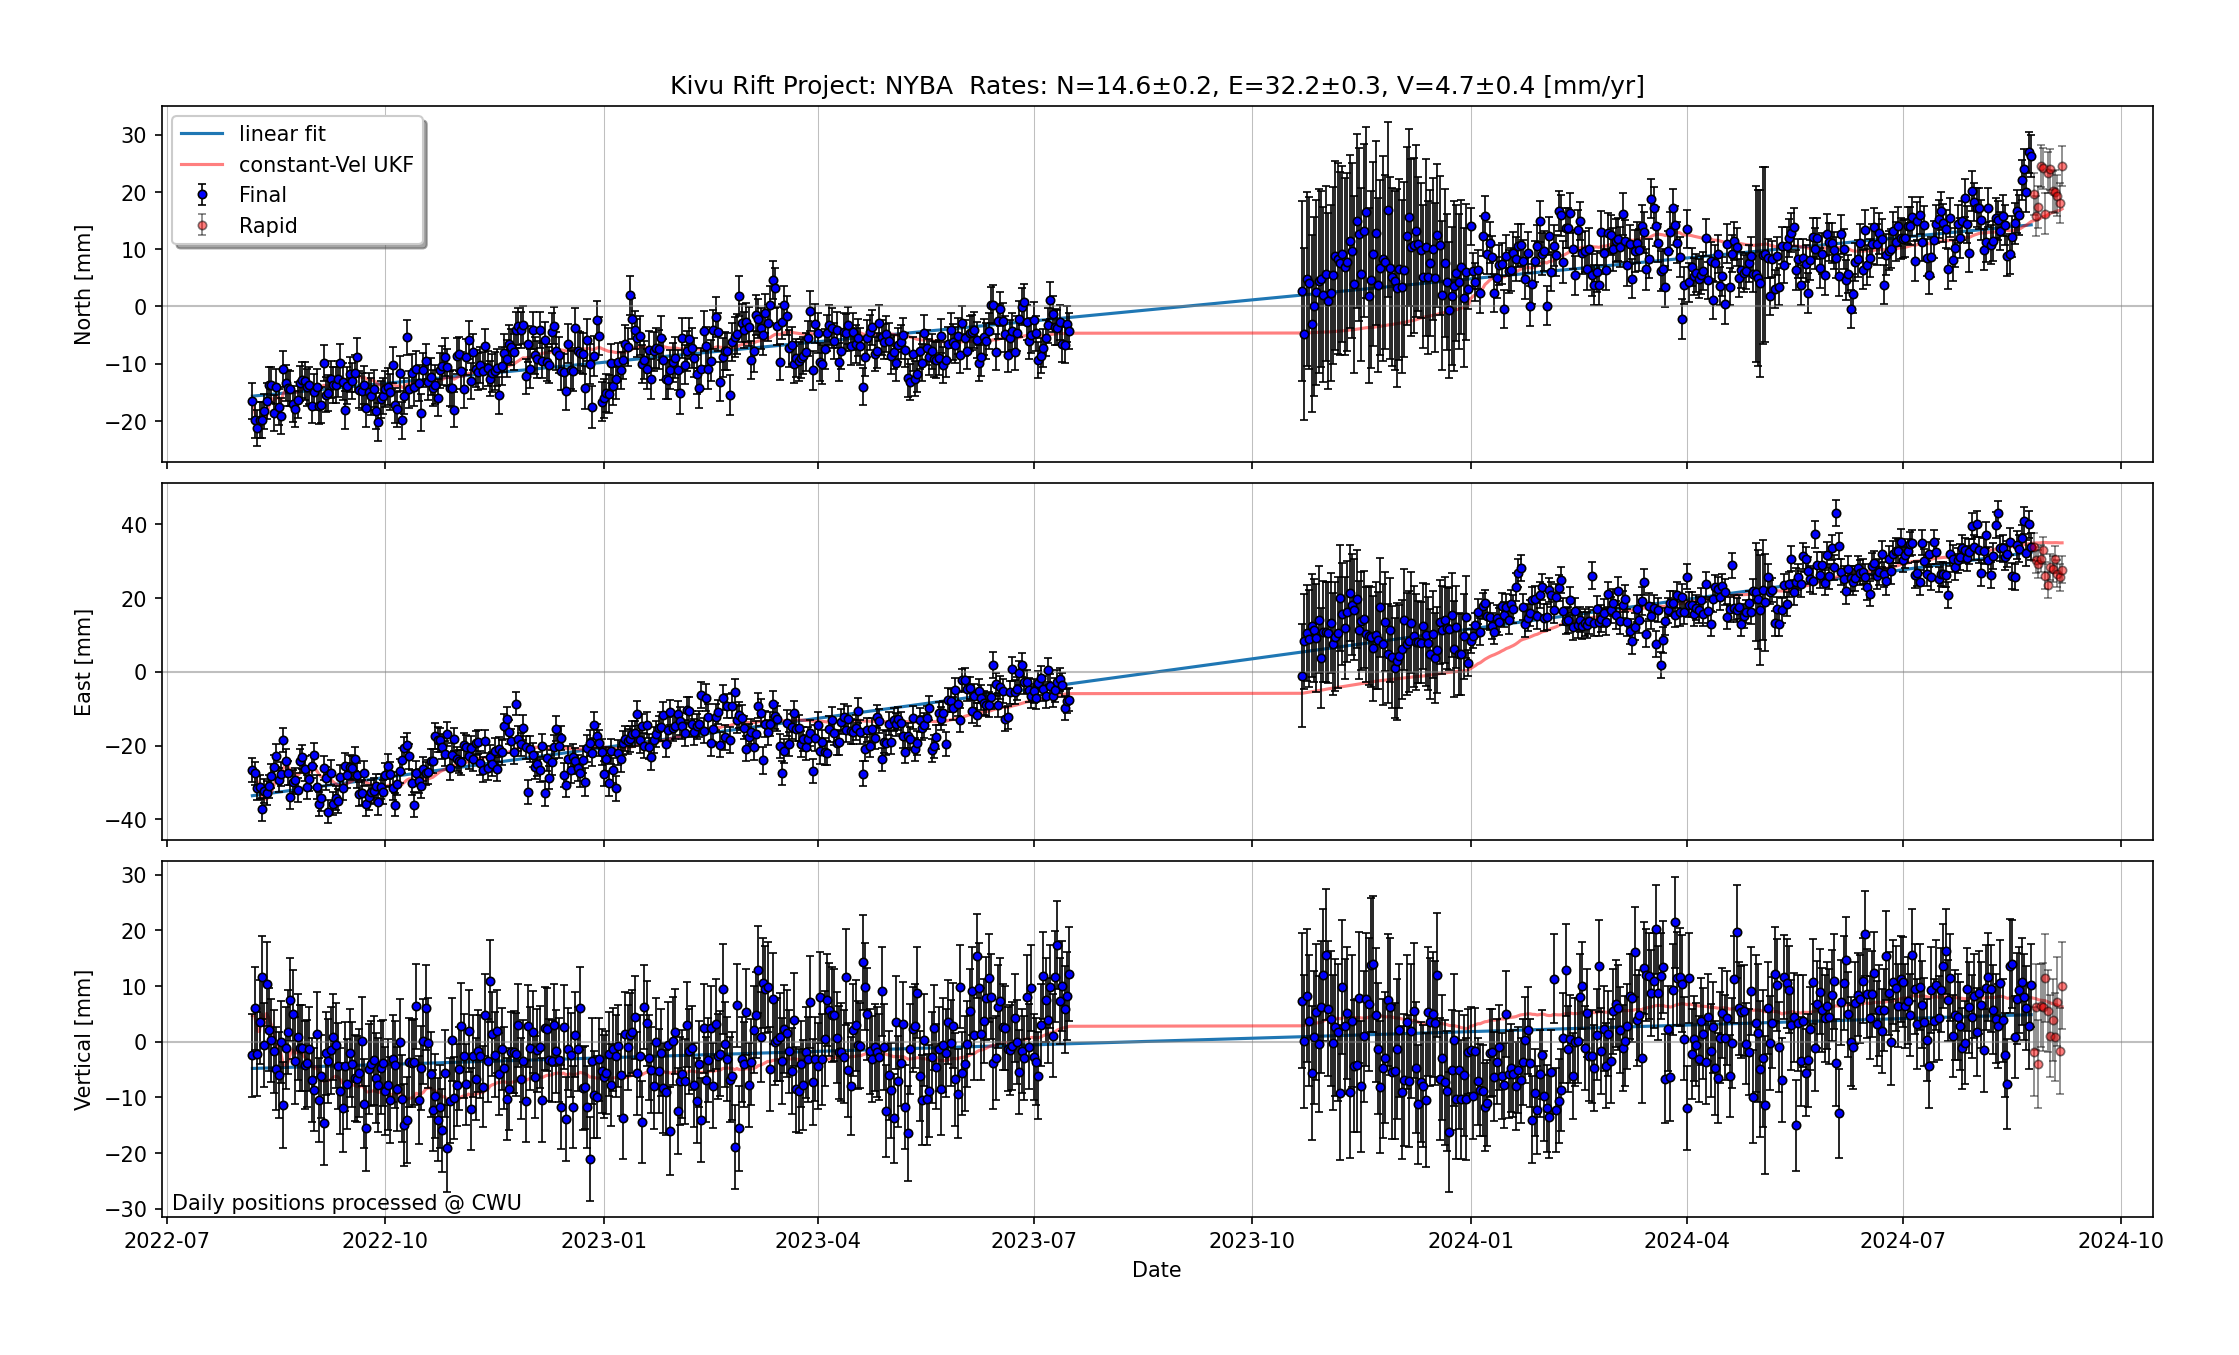 Kivu Rift Project: NYBA  Rates: N=14.6±0.2, E=32.2±0.3, V=4.7±0.4 [mm/yr]
linear fit
constant-Vel UKF
Final
Rapid
North [mm]
30
20
10
0
−10
−20
East [mm]
40
20
0
−20
−40
Vertical [mm]
30
20
10
0
−10
−20
−30
Daily positions processed @ CWU
2022-07 2022-10 2023-01 2023-04 2023-07 2023-10 2024-01 2024-04 2024-07 2024-10
Date